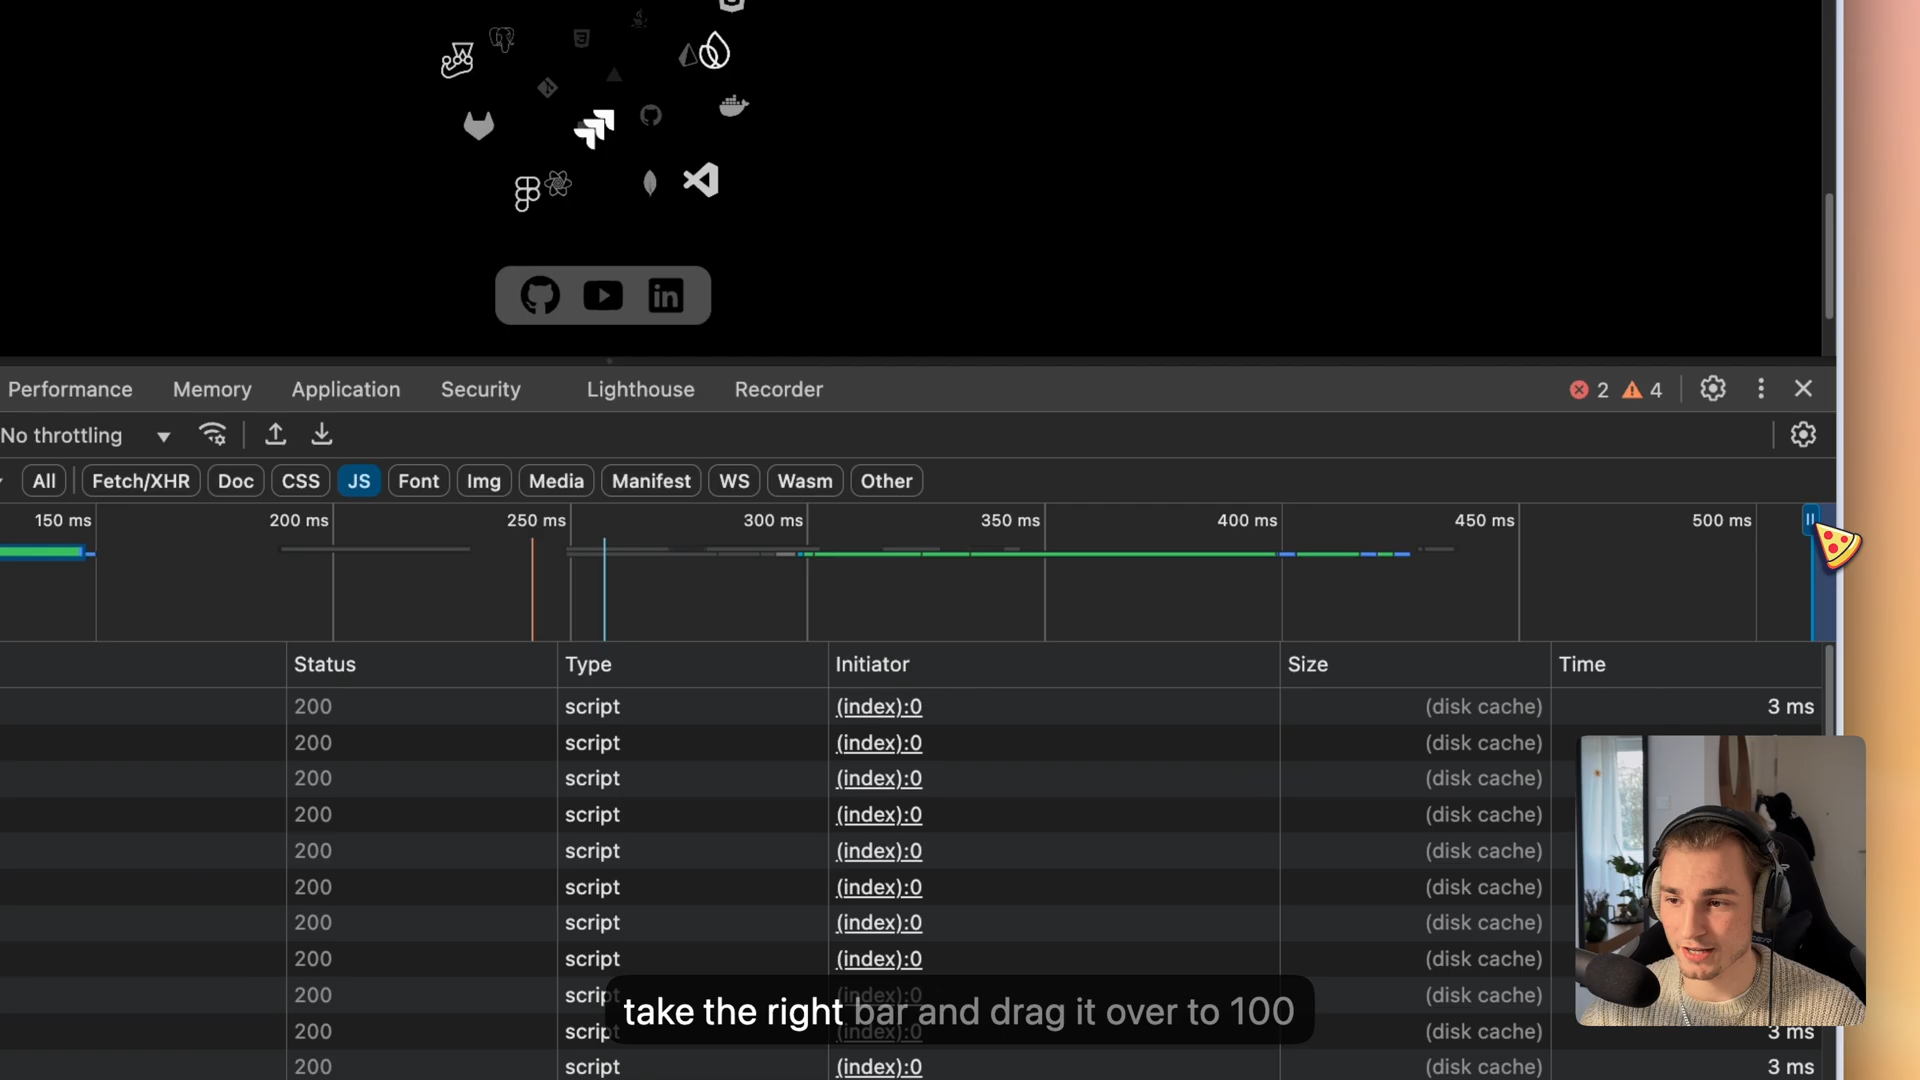 Performance Memory Application Security Lighthouse Recorder 2 4
No throttling
All Fetch/XHR Doc CSS JS Font Img Media Manifest WS Wasm Other
150 ms 200 ms 250 ms 300 ms 350 ms 400 ms 450 ms 500 ms
Status Type Initiator Size Time
200 script (index):0 (disk cache) 3 ms
200 script (index):0 (disk cache)
200 script (index):0 (disk cache)
200 script (index):0 (disk cache)
200 script (index):0 (disk cache)
200 script (index):0 (disk cache)
200 script (index):0 (disk cache)
200 script (index):0 (disk cache)
200 script (index):0 (disk cache)
take the right bar and drag it over to 100
200 script (index):0 (disk cache) 3 ms
200 script (index):0 (disk cache) 3 ms